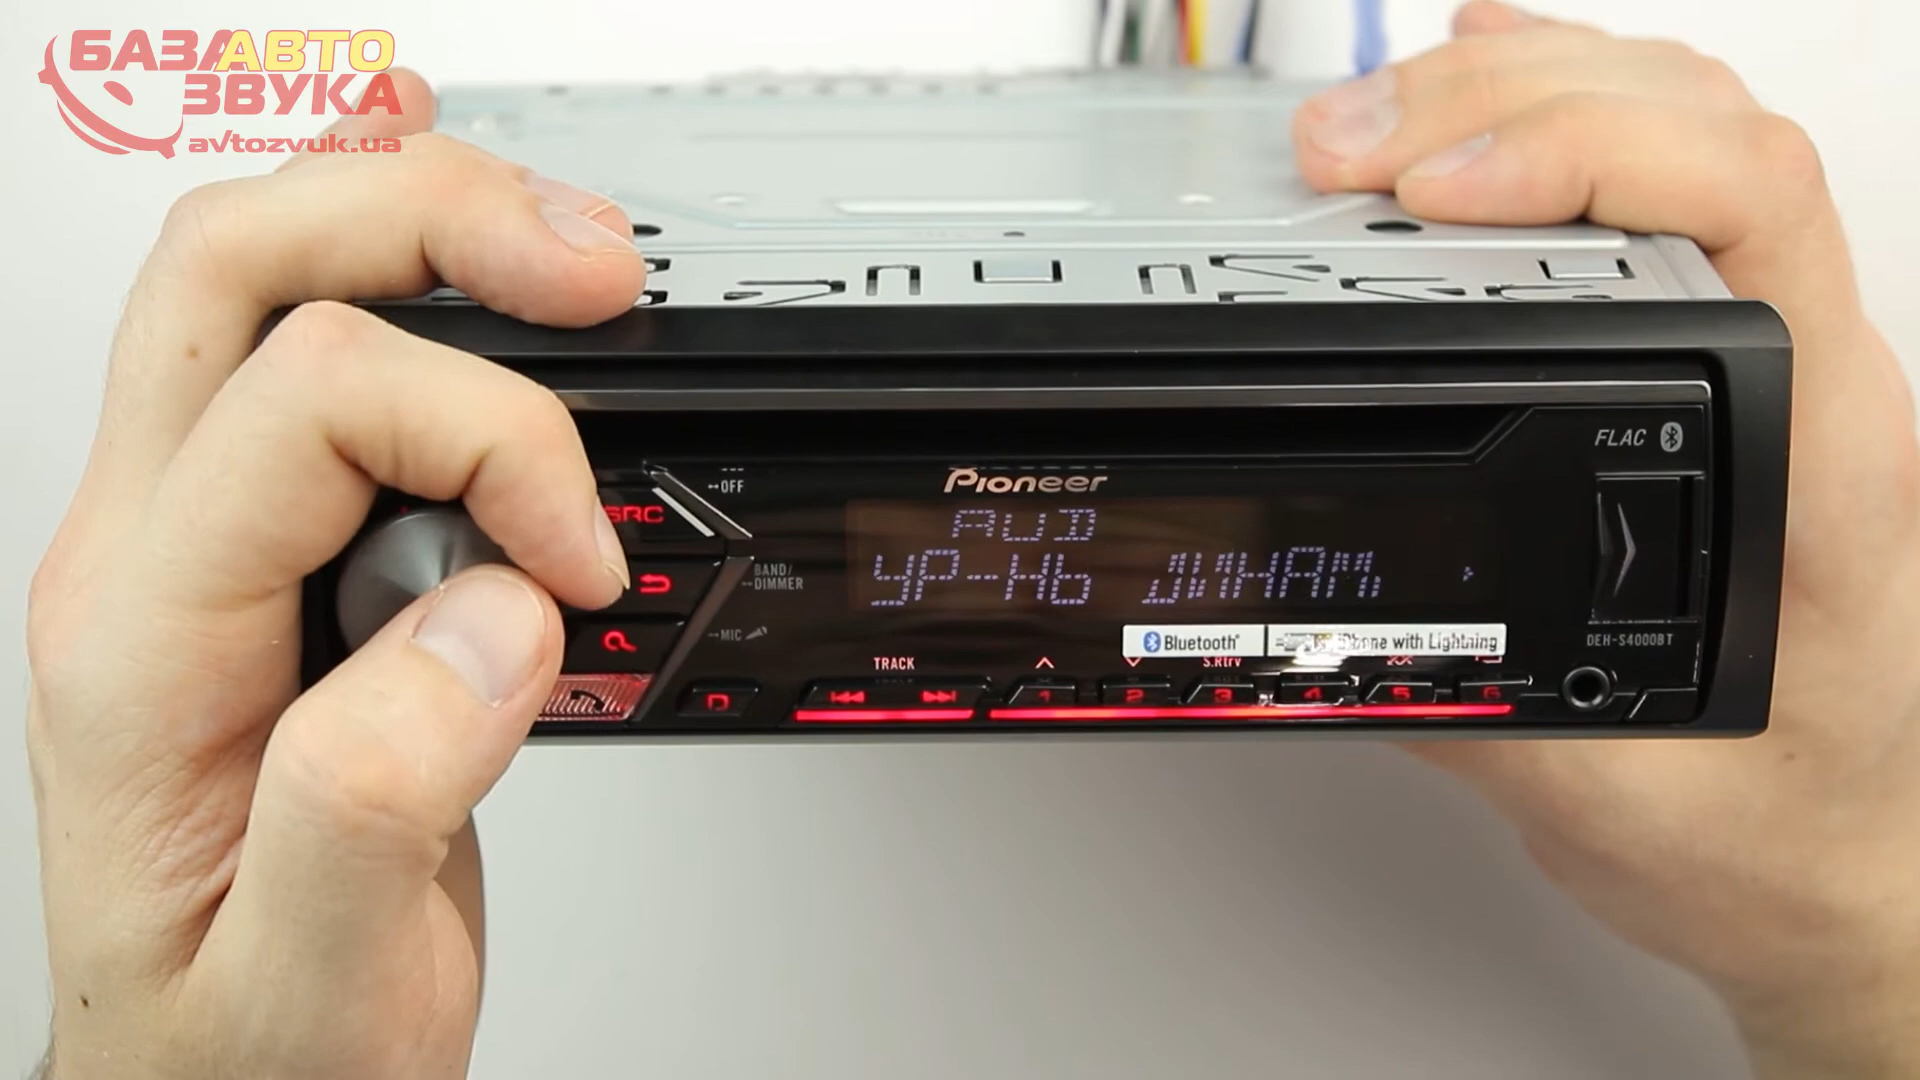 БАЗА АВТО
ЗВУКА
avtozvuk.ua
FLAC
OFF
Pioneer
SRC
AUD
УР-НЬ ДИНАМ.
BAND/
DIMMER
MIC
Bluetooth® iPhone with Lightning
DEH-S4000BT
TRACK S.Rtrv
D 1 2 3 4 5 6